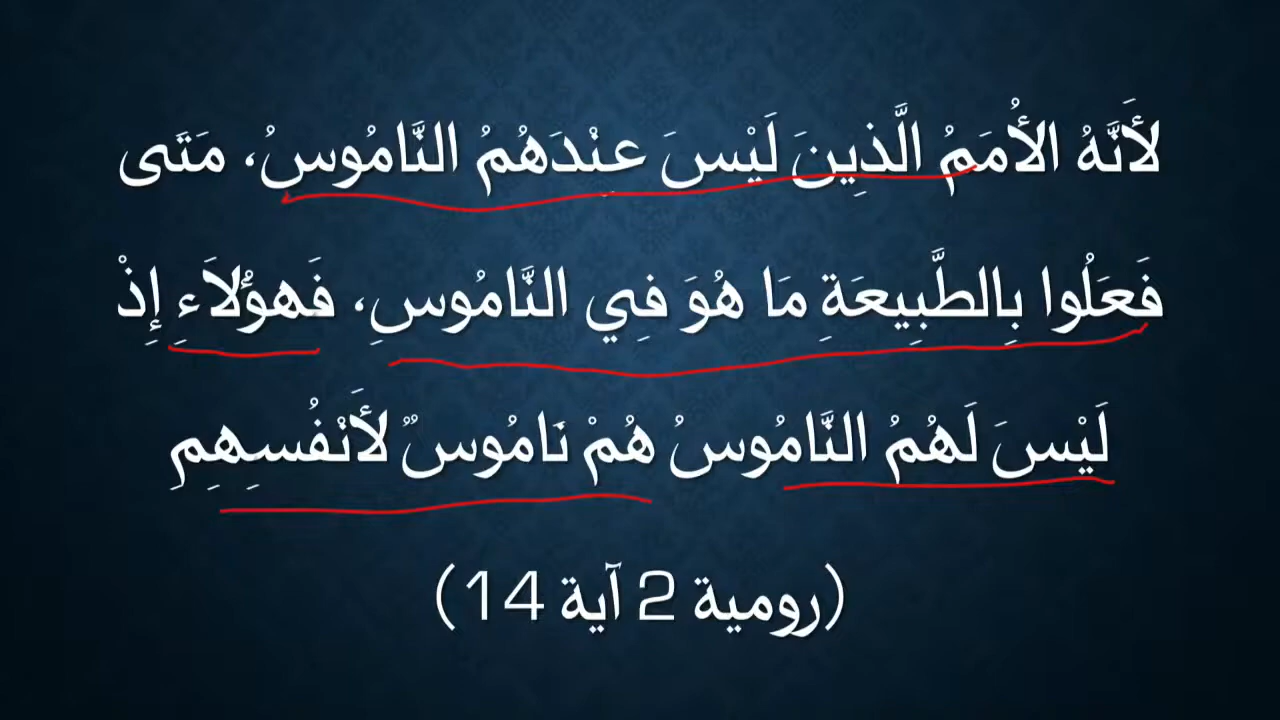 لأَنَّهُ الأُمَمُ الَّذِينَ لَيْسَ عِنْدَهُمُ النَّامُوسُ، مَتَى
فَعَلُوا بِالطَّبِيعَةِ مَا هُوَ فِي النَّامُوسِ، فَهؤُلاَءِ إِذْ
لَيْسَ لَهُمُ النَّامُوسُ هُمْ نَامُوسٌ لأَنْفُسِهِمِ
(رومية 2 آية 14)